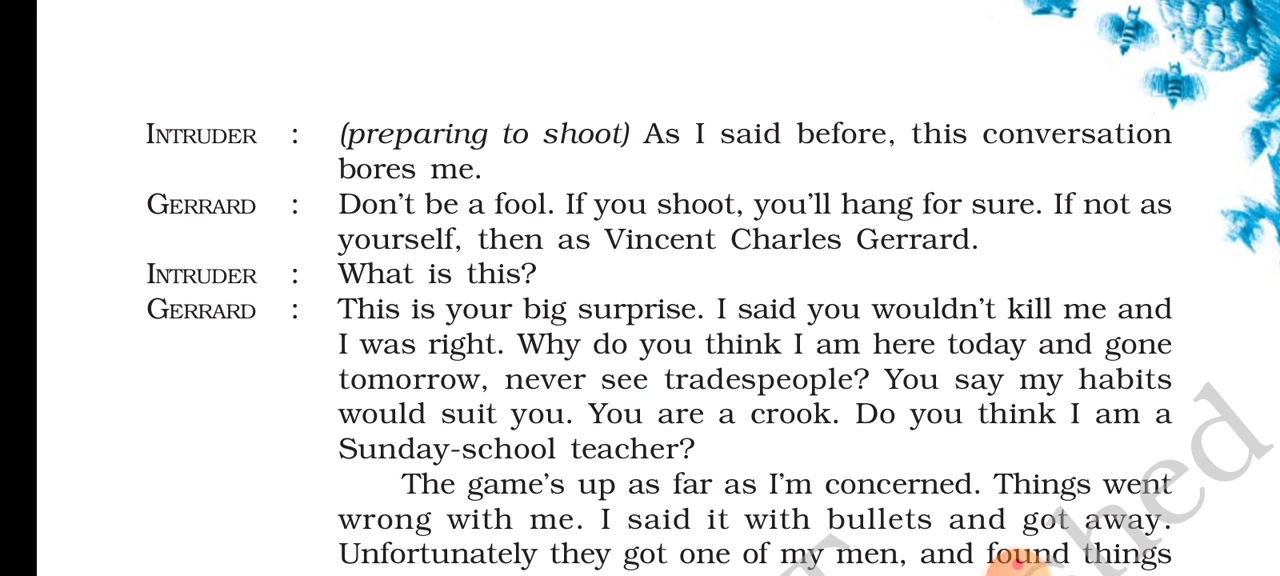 INTRUDER : (preparing to shoot) As I said before, this conversation
bores me.
GERRARD : Don't be a fool. If you shoot, you'll hang for sure. If not as
yourself, then as Vincent Charles Gerrard.
INTRUDER : What is this?
GERRARD : This is your big surprise. I said you wouldn't kill me and
I was right. Why do you think I am here today and gone
tomorrow, never see tradespeople? You say my habits
would suit you. You are a crook. Do you think I am a
Sunday-school teacher?
The game's up as far as I'm concerned. Things went
wrong with me. I said it with bullets and got away.
Unfortunately they got one of my men, and found things